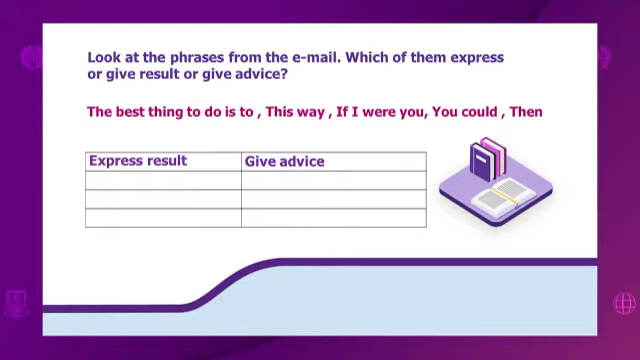 Look at the phrases from the e-mail. Which of them express
or give result or give advice?
The best thing to do is to , This way , If I were you, You could , Then
Express result
Give advice